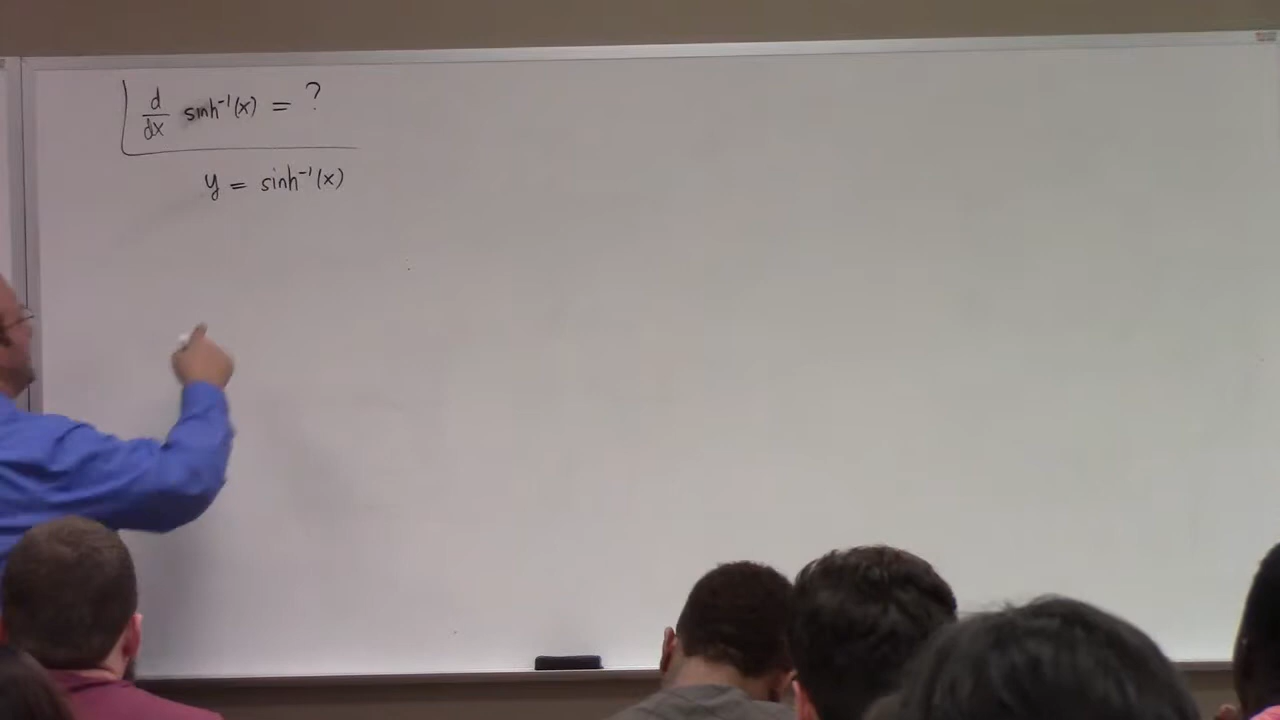 d/dx sinh⁻¹(x) = ?
y = sinh⁻¹(x)